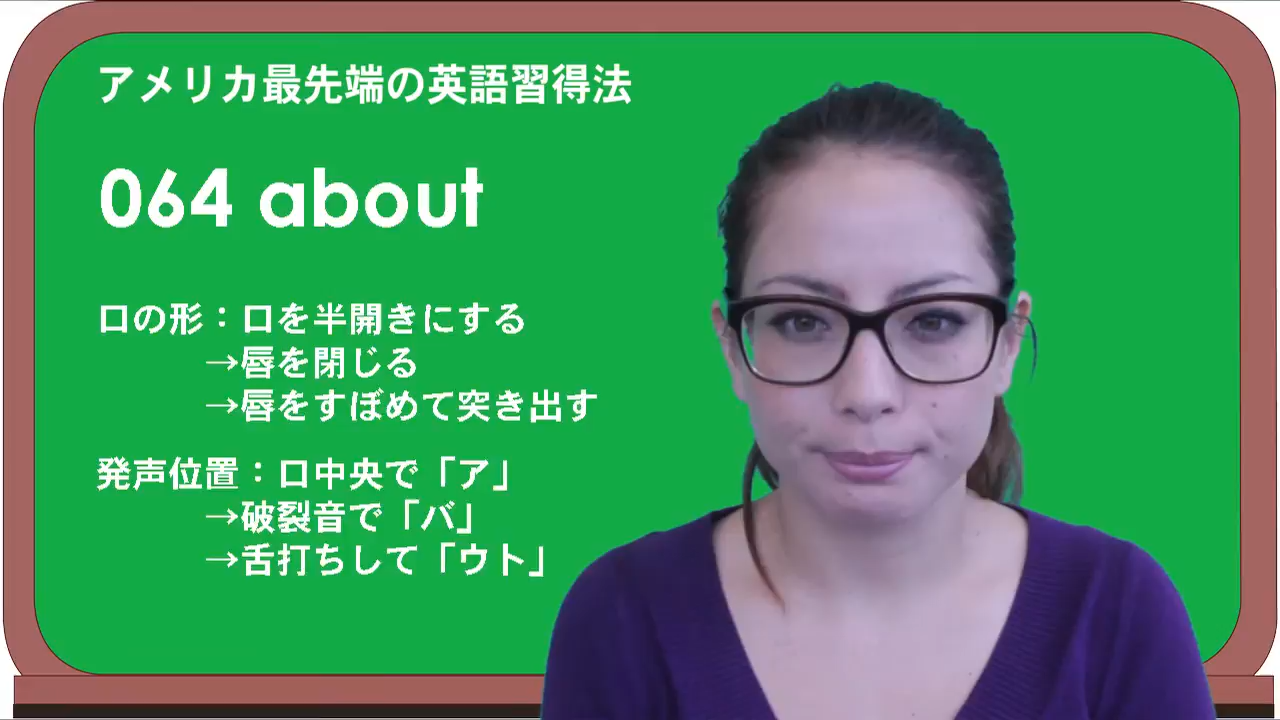 アメリカ最先端の英語習得法
064 about
口の形：口を半開きにする
→唇を閉じる
→唇をすぼめて突き出す
発声位置：口中央で「ア」
→破裂音で「バ」
→舌打ちして「ウト」